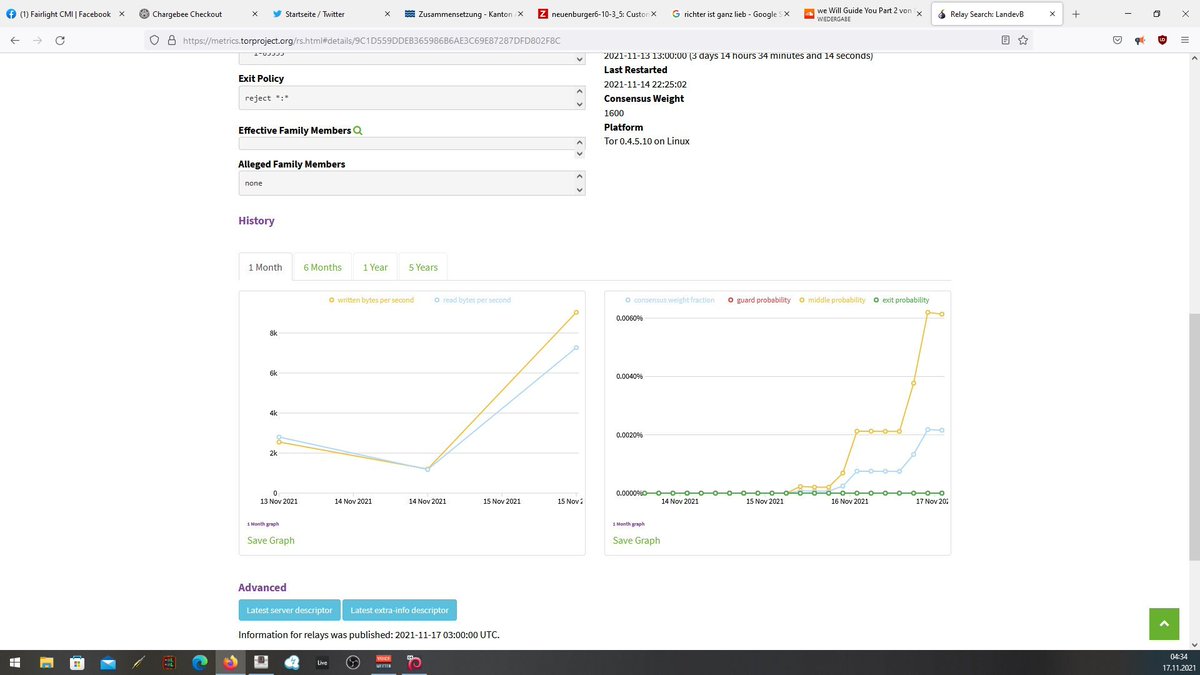 (1) Fairlight CMI | Facebook
Chargebee Checkout
Startseite / Twitter
Zusammensetzung - Kanton A
neuenburger6-10-3_5: Custom
richter ist ganz lieb - Google S
we Will Guide You Part 2 von
WIEDERGABE
Relay Search: LandevB
https://metrics.torproject.org/rs.html#details/9C1D559DDEB365986B6AE3C69E87287DFD802F8C
1-65535
2021-11-13 13:00:00 (3 days 14 hours 34 minutes and 14 seconds)
Exit Policy
reject *:*
Effective Family Members
Alleged Family Members
none
Last Restarted
2021-11-14 22:25:02
Consensus Weight
1600
Platform
Tor 0.4.5.10 on Linux
History
1 Month
6 Months
1 Year
5 Years
written bytes per second
read bytes per second
8k
6k
4k
2k
0
13 Nov 2021
14 Nov 2021
14 Nov 2021
15 Nov 2021
15 Nov 2
1 Month graph
Save Graph
consensus weight fraction
guard probability
middle probability
exit probability
0.0060%
0.0040%
0.0020%
0.0000%
14 Nov 2021
15 Nov 2021
16 Nov 2021
17 Nov 202
1 Month graph
Save Graph
Advanced
Latest server descriptor
Latest extra-info descriptor
Information for relays was published: 2021-11-17 03:00:00 UTC.
Live
04:34
17.11.2021